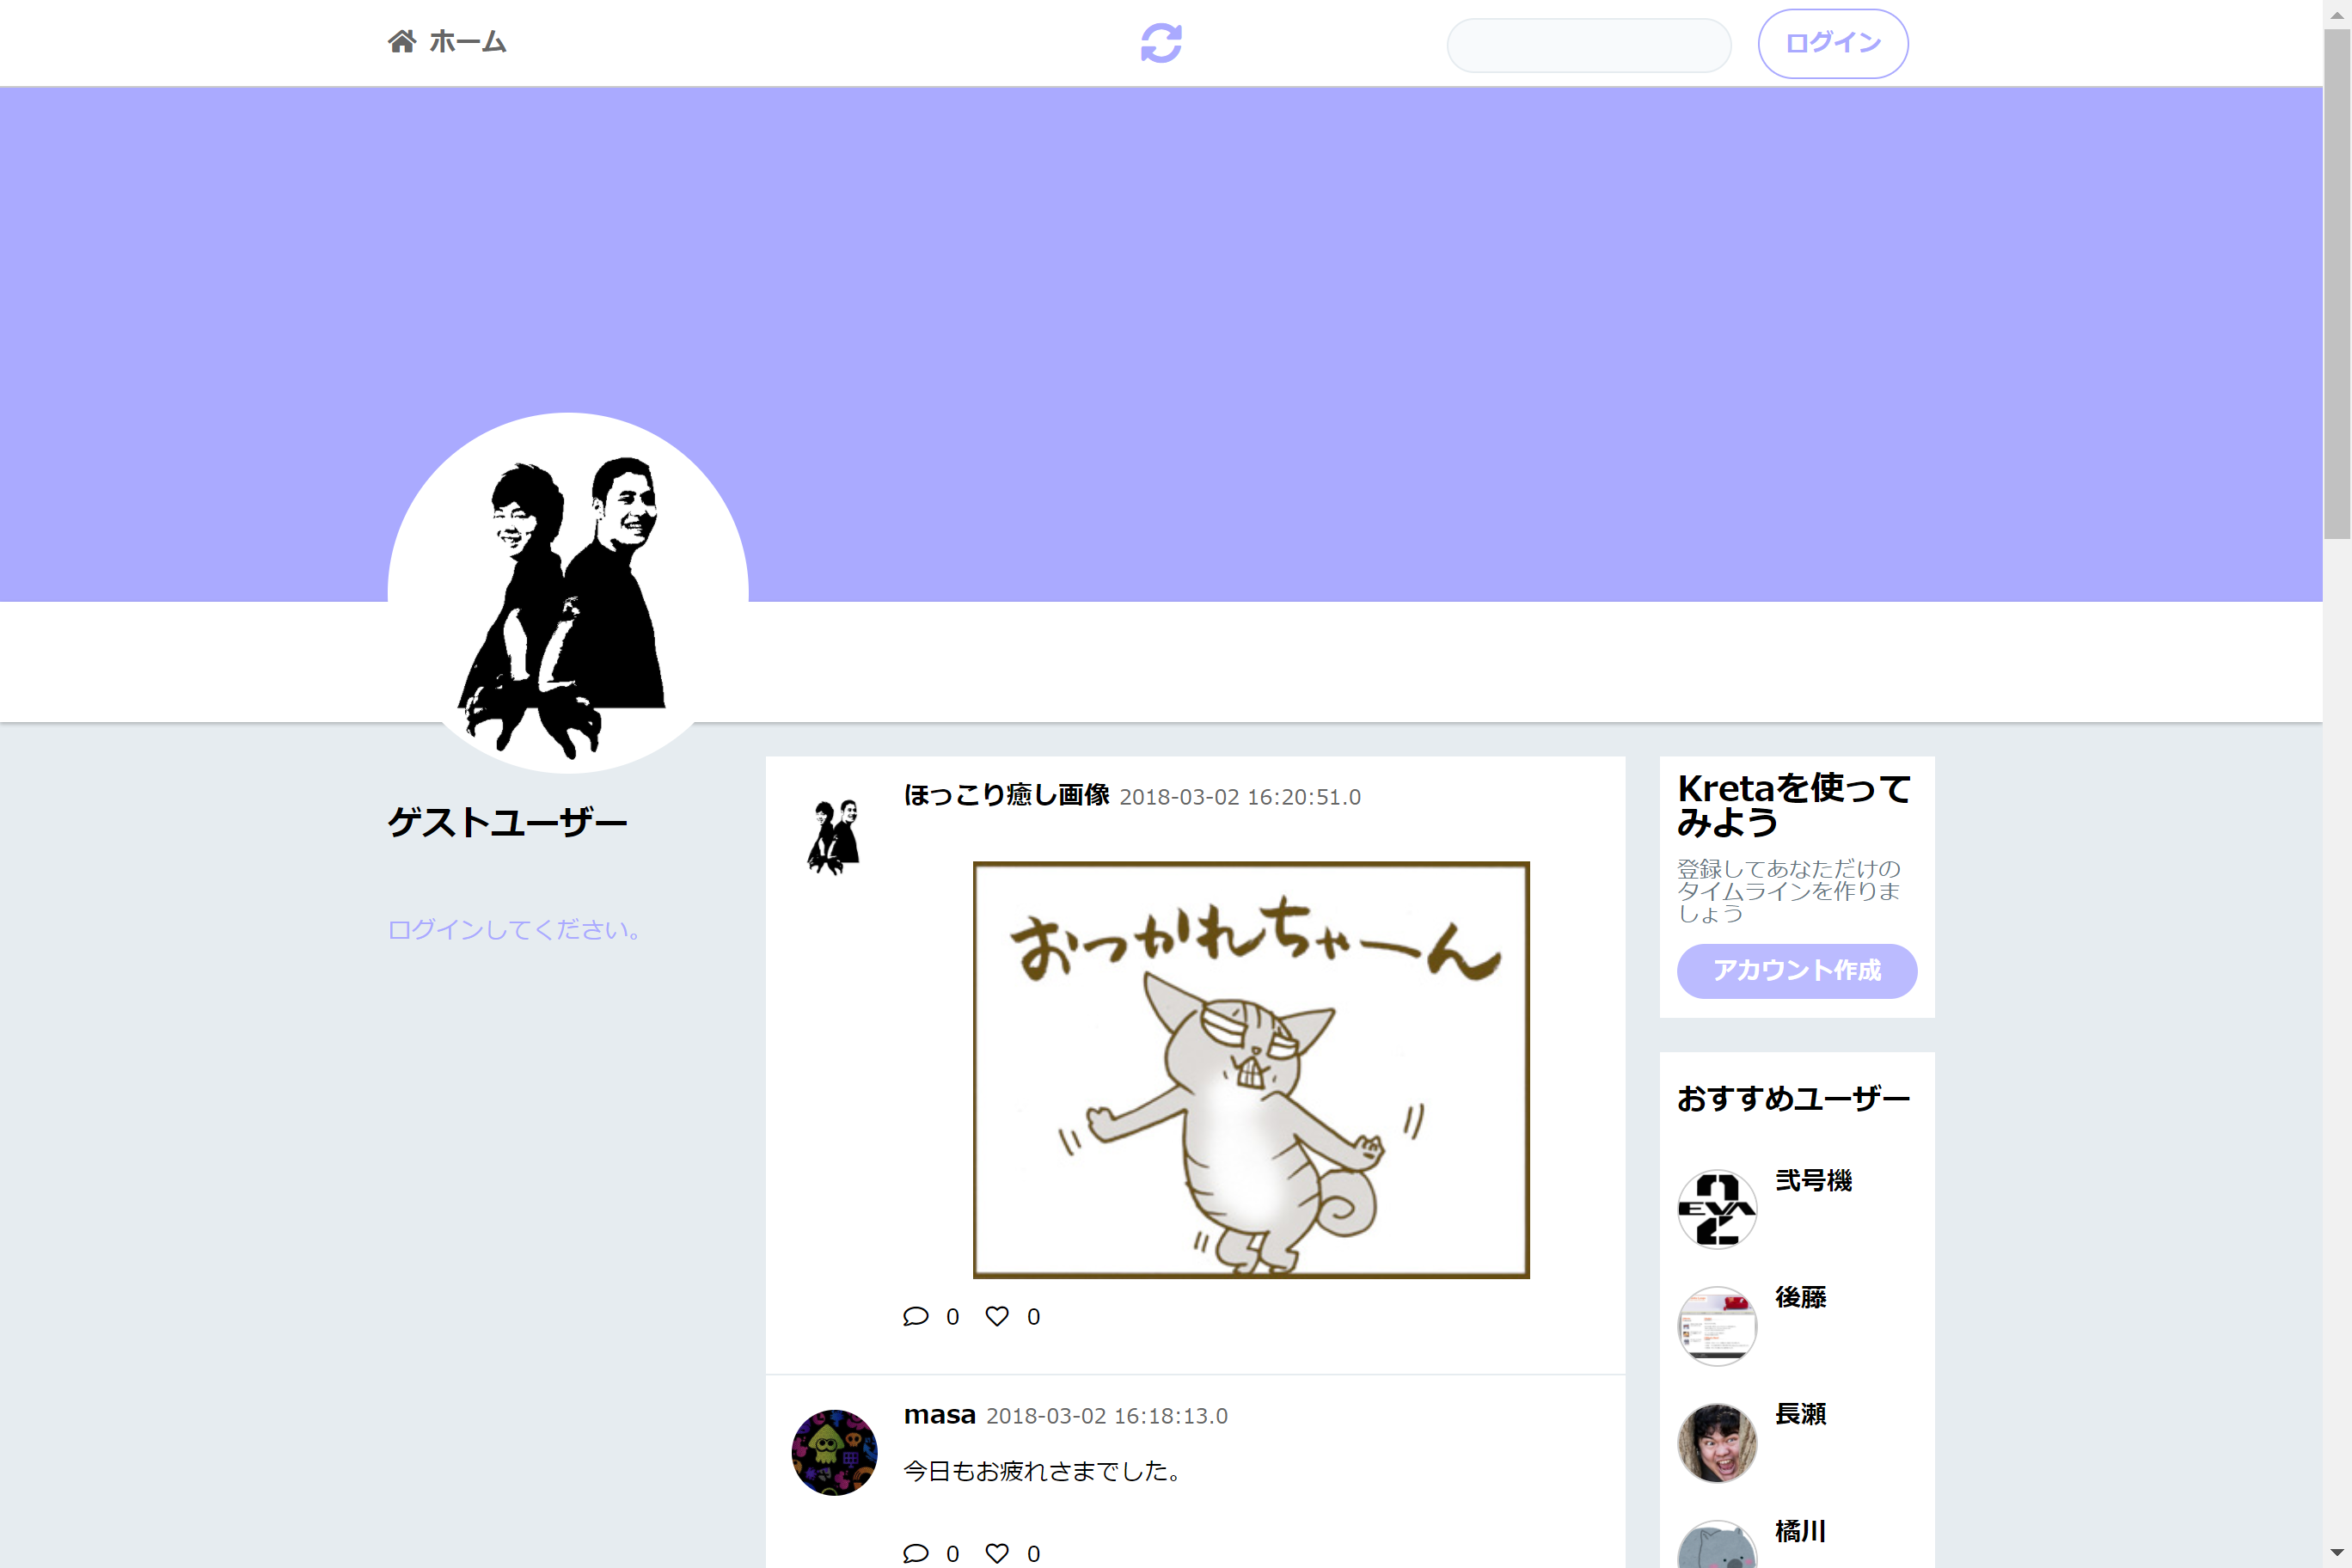 ホーム
ログイン
ゲストユーザー
ログインしてください。
ほっこり癒し画像 2018-03-02 16:20:51.0
おつかれちゃーん
0 0
masa 2018-03-02 16:18:13.0
今日もお疲れさまでした。
0 0
Kretaを使って
みよう
登録してあなただけの
タイムラインを作りま
しょう
アカウント作成
おすすめユーザー
EVA
2
弐号機
後藤
長瀬
橘川